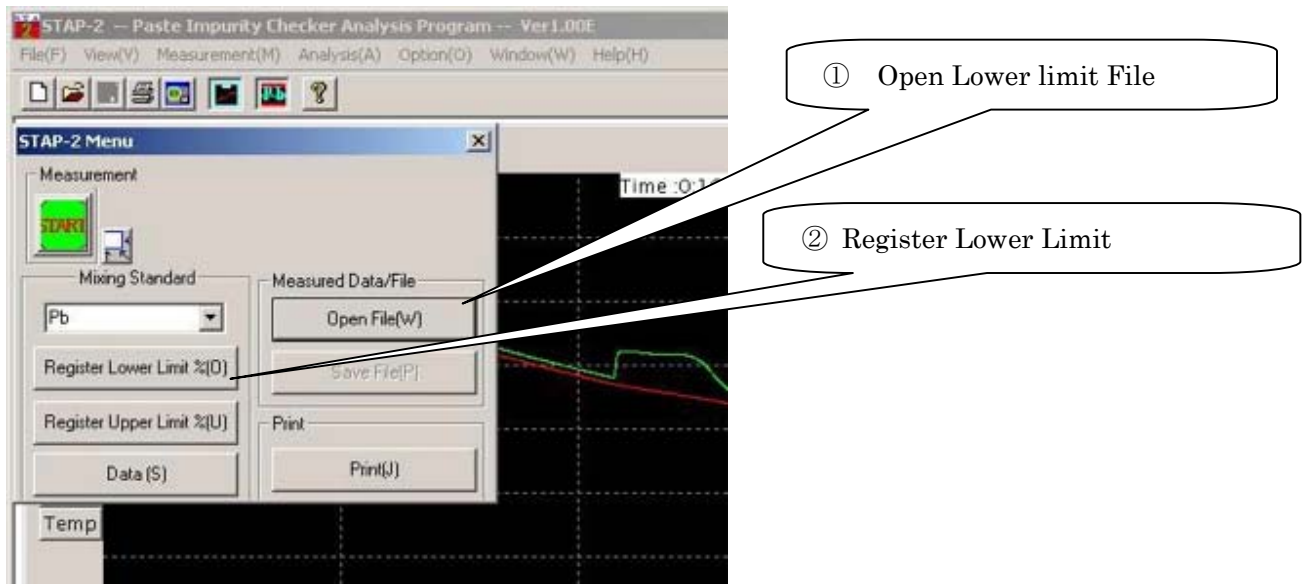 STAP-2 -- Paste Impurity Checker Analysis Program -- Ver1.00E
File(F) View(V) Measurement(M) Analysis(A) Option(O) Window(W) Help(H)
① Open Lower limit File
STAP-2 Menu
Measurement
START
Time :0:1
② Register Lower Limit
Mixing Standard
Measured Data/File
Pb
Open File(W)
Register Lower Limit %(O)
Save File(P)
Register Upper Limit %(U)
Print
Data (S)
Print(J)
Temp